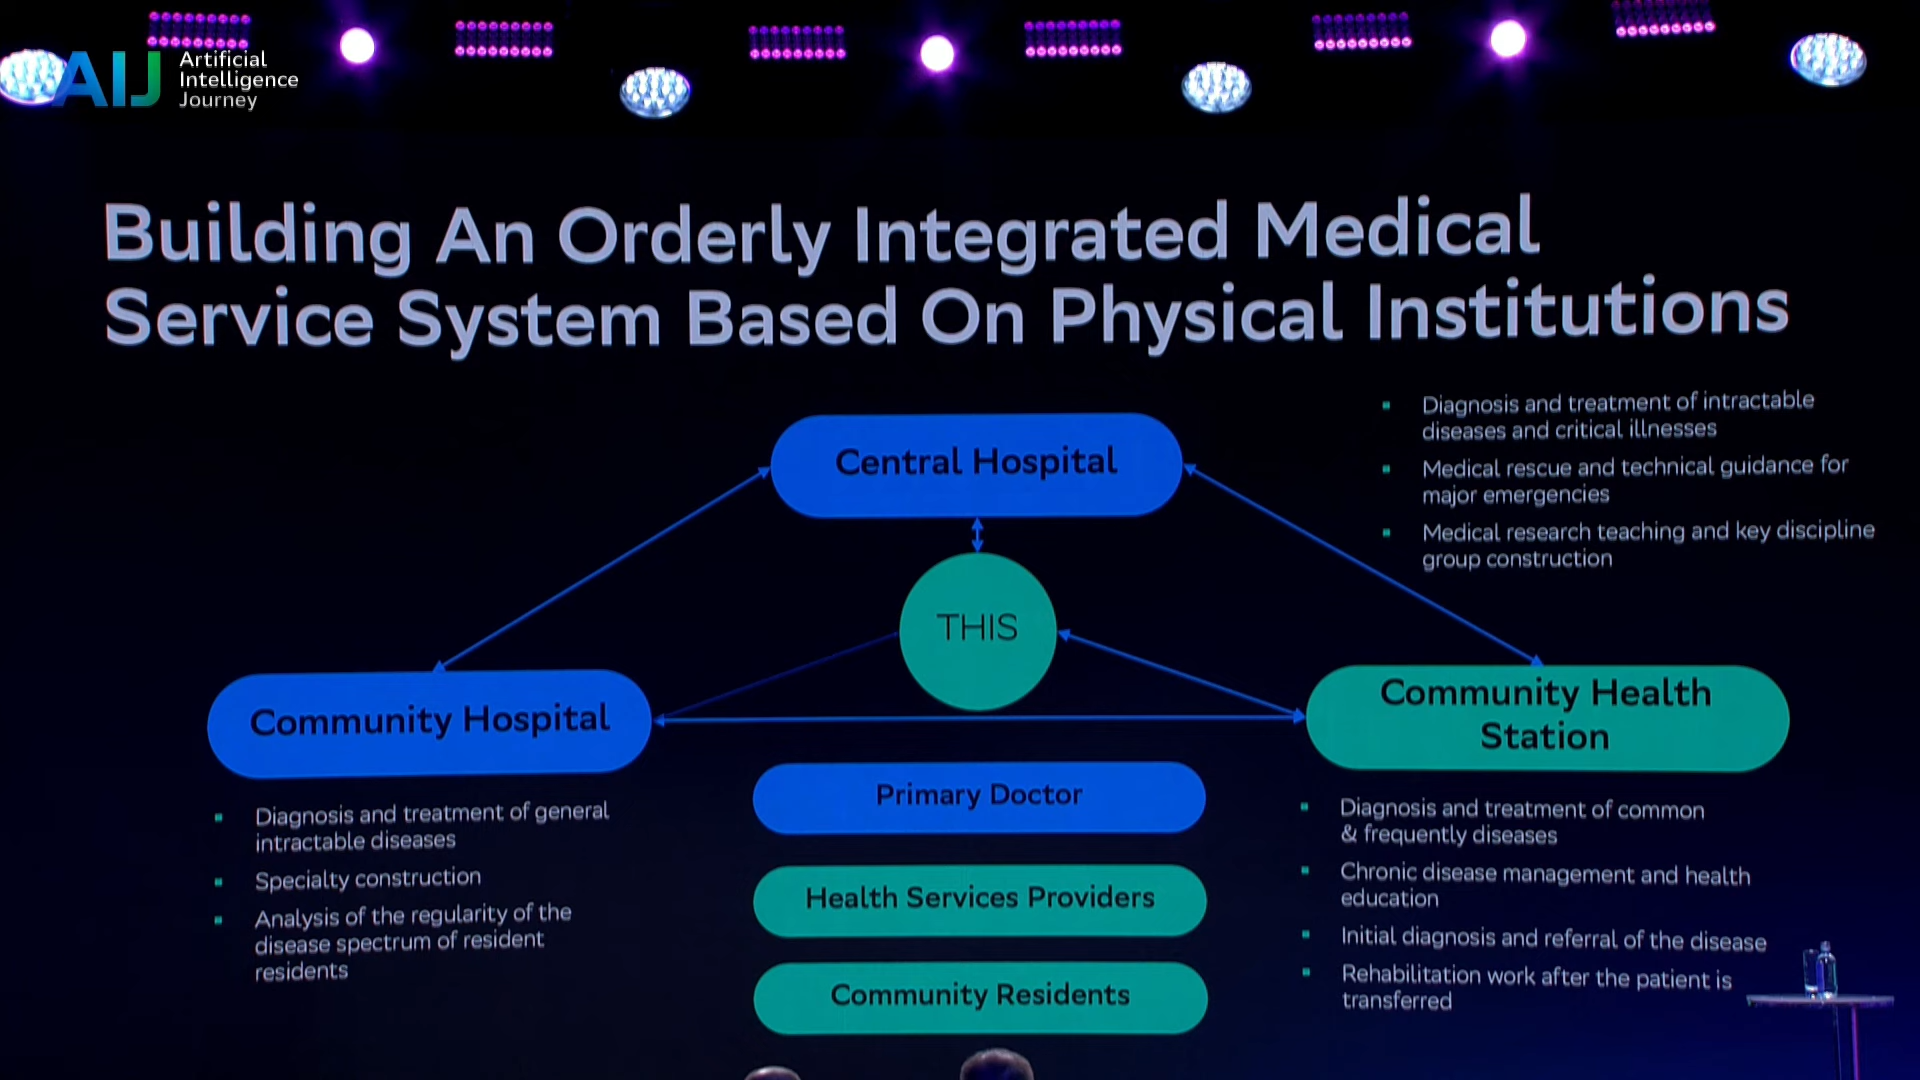 AIJ
Artificial
Intelligence
Journey
Building An Orderly Integrated Medical
Service System Based On Physical Institutions
Central Hospital
Diagnosis and treatment of intractable
diseases and critical illnesses
Medical rescue and technical guidance for
major emergencies
Medical research teaching and key discipline
group construction
THIS
Community Hospital
Diagnosis and treatment of general
intractable diseases
Specialty construction
Analysis of the regularity of the
disease spectrum of resident
residents
Primary Doctor
Health Services Providers
Community Residents
Community Health
Station
Diagnosis and treatment of common
& frequently diseases
Chronic disease management and health
education
Initial diagnosis and referral of the disease
Rehabilitation work after the patient is
transferred